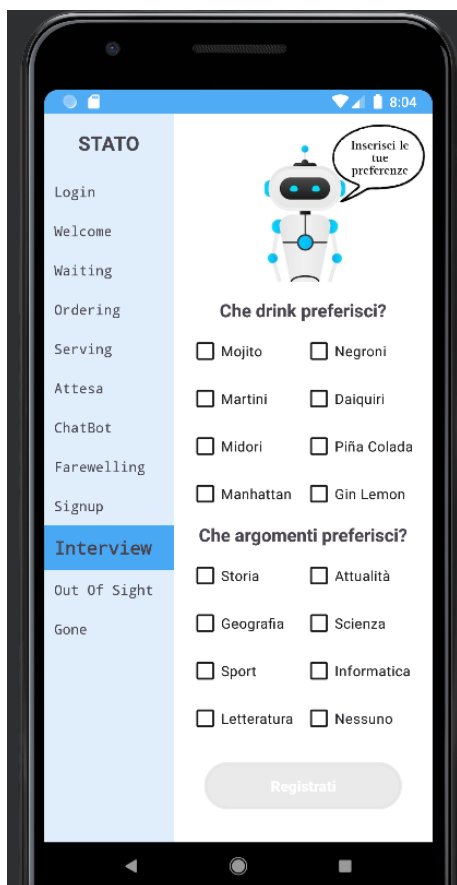 8:04
STATO
Login
Welcome
Waiting
Ordering
Serving
Attesa
ChatBot
Farewelling
Signup
Interview
Out Of Sight
Gone
Inserisci le
tue
preferenze
Che drink preferisci?
Mojito Negroni
Martini Daiquiri
Midori Piña Colada
Manhattan Gin Lemon
Che argomenti preferisci?
Storia Attualità
Geografia Scienza
Sport Informatica
Letteratura Nessuno
Registrati